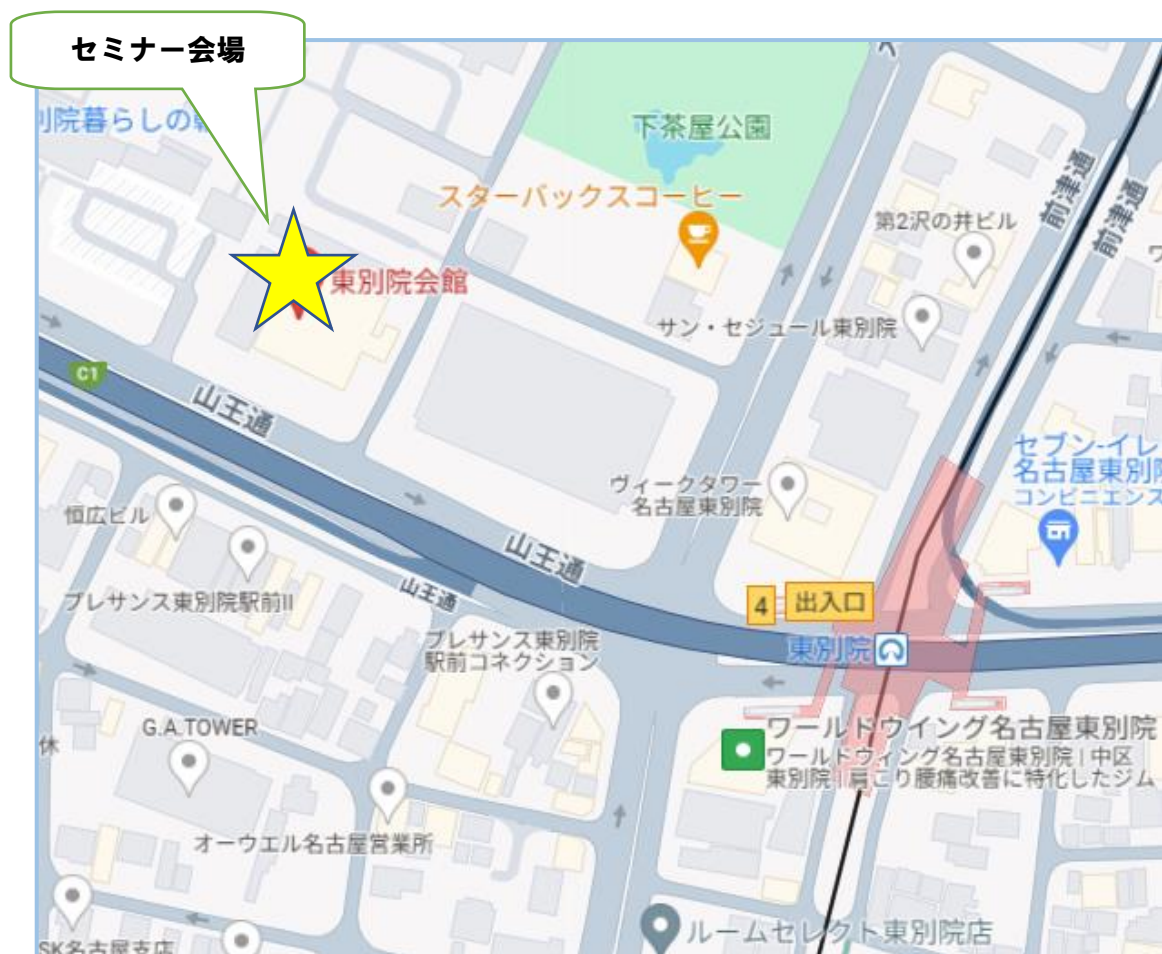 セミナー会場
別院暮らしの
下茶屋公園
スターバックスコーヒー
前津通
前津通
第2沢の井ビル
東別院会館
サン・セジュール東別院
C1
山王通
セブン-イレ
名古屋東別院
コンビニエンス
ヴィークタワー
名古屋東別院
恒広ビル
山王通
山王通
プレサンス東別院駅前II
4
出入口
プレサンス東別院
駅前コネクション
東別院
G.A.TOWER
休
ワールドウイング名古屋東別院
ワールドウィング名古屋東別院 | 中区
東別院 | 肩こり腰痛改善に特化したジム
オーウエル名古屋営業所
ルームセレクト東別院店
SK名古屋支店